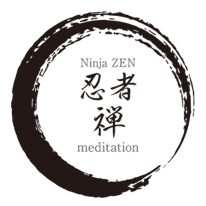 Ninja ZEN
忍者
禅
meditation